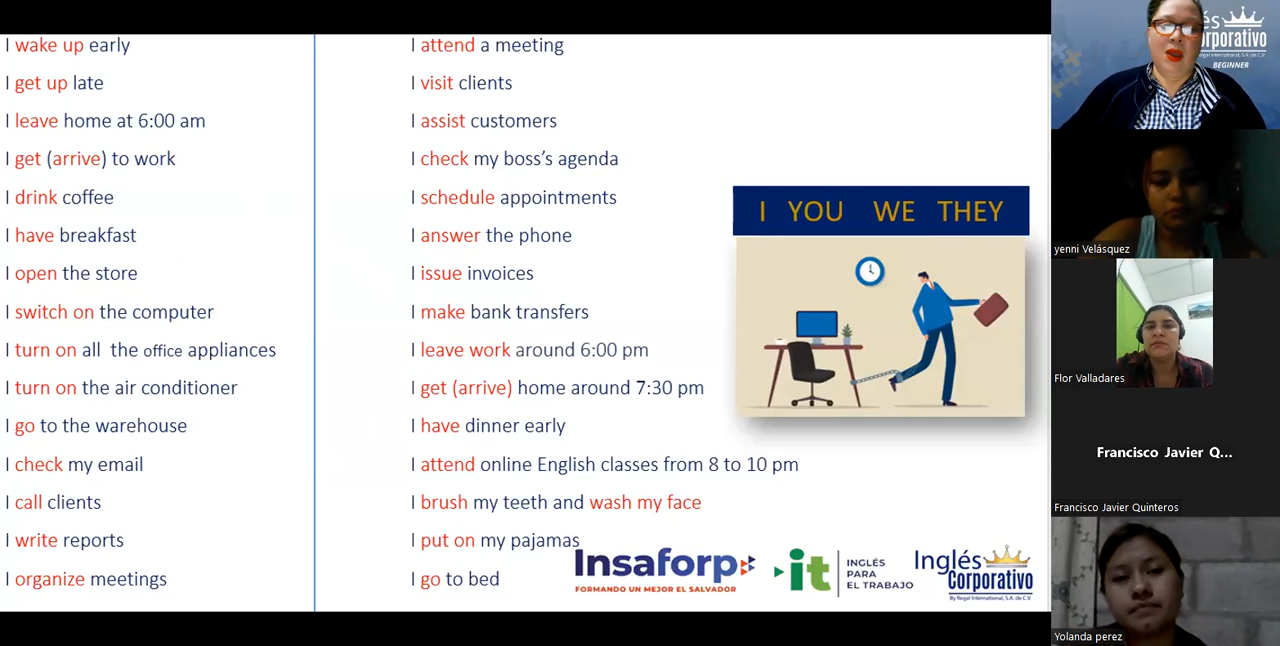 I wake up early
I get up late
I leave home at 6:00 am
I get (arrive) to work
I drink coffee
I have breakfast
I open the store
I switch on the computer
I turn on all the office appliances
I turn on the air conditioner
I go to the warehouse
I check my email
I call clients
I write reports
I organize meetings
I attend a meeting
I visit clients
I assist customers
I check my boss's agenda
I schedule appointments
I answer the phone
I issue invoices
I make bank transfers
I leave work around 6:00 pm
I get (arrive) home around 7:30 pm
I have dinner early
I attend online English classes from 8 to 10 pm
I brush my teeth and wash my face
I put on my pajamas
I go to bed
I YOU WE THEY
Insaforp
FORMANDO UN MEJOR EL SALVADOR
it
INGLÉS
PARA
EL TRABAJO
Inglés
Corporativo
By Regal International, S.A. de C.V.
és
orporativo
By Regal International, S.A. de C.V.
BEGINNER
yenni Velásquez
Flor Valladares
Francisco Javier Q...
Francisco Javier Quinteros
Yolanda perez